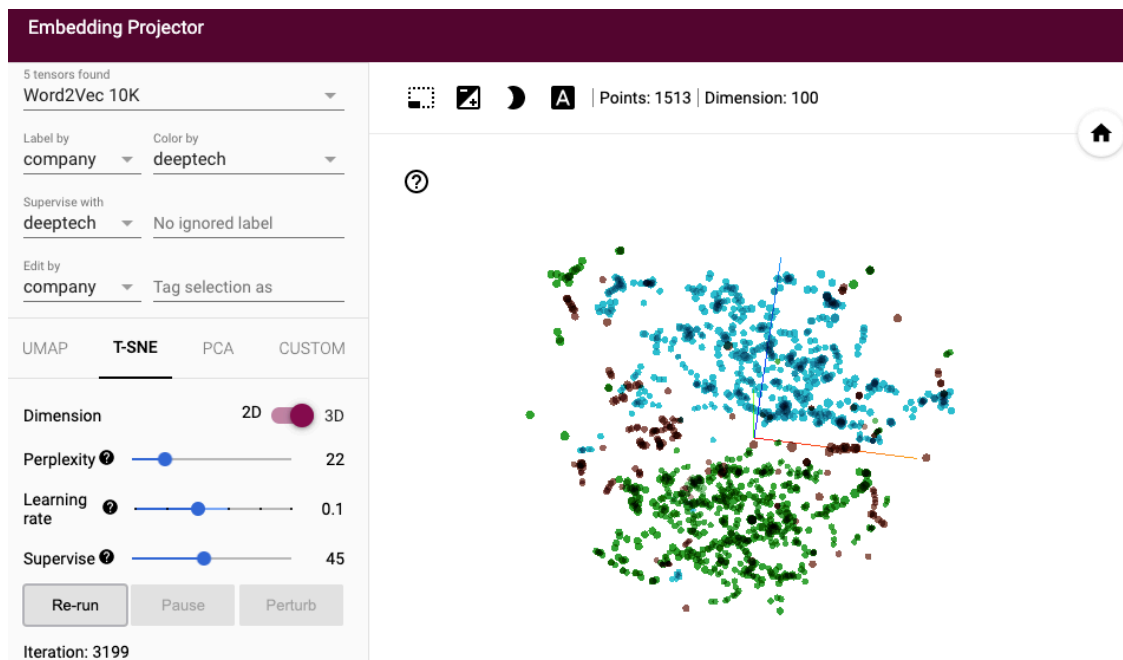 Embedding Projector
5 tensors found
Word2Vec 10K
Label by
Color by
company
deeptech
Supervise with
deeptech
No ignored label
Edit by
company
Tag selection as
UMAP
T-SNE
PCA
CUSTOM
Dimension
2D
3D
Perplexity
22
Learning
rate
0.1
Supervise
45
Re-run
Pause
Perturb
Iteration: 3199
A
Points: 1513
Dimension: 100